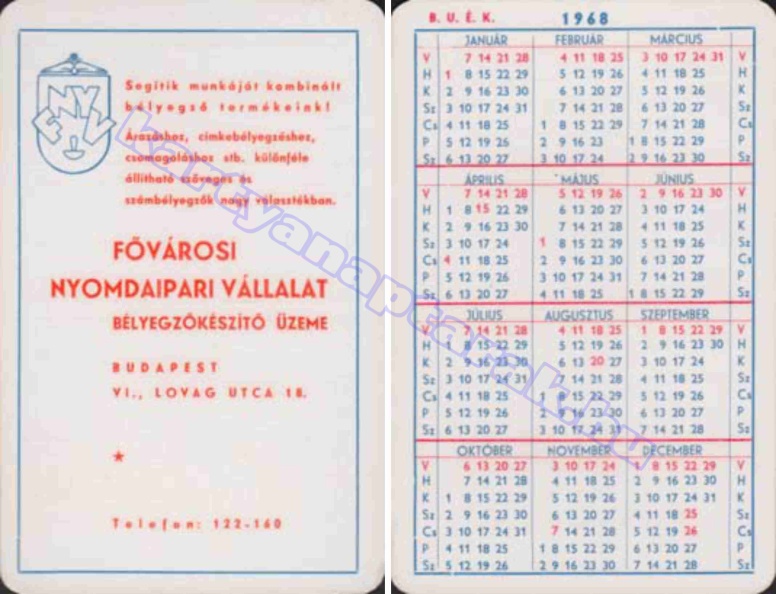 FNYV
Segítik munkáját kombinált
bélyegző termékeink!
Árazáshoz, címkebélyegzéshez,
csomagoláshoz stb. különféle
állítható szöveges és
számbélyegzők nagy választékban.
FŐVÁROSI
NYOMDAIPARI VÁLLALAT
BÉLYEGZŐKÉSZÍTŐ ÜZEME
BUDAPEST
VI., LOVAG UTCA 18.
*
Telefon: 122-160
kartyanaptarak.hu
B. U. É. K. 1968
JANUÁR FEBRUÁR MÁRCIUS
V 7 14 21 28 4 11 18 25 3 10 17 24 31 V
H 1 8 15 22 29 5 12 19 26 4 11 18 25 H
K 2 9 16 23 30 6 13 20 27 5 12 19 26 K
Sz 3 10 17 24 31 7 14 21 28 6 13 20 27 Sz
Cs 4 11 18 25 1 8 15 22 29 7 14 21 28 Cs
P 5 12 19 26 2 9 16 23 1 8 15 22 29 P
Sz 6 13 20 27 3 10 17 24 2 9 16 23 30 Sz
ÁPRILIS MÁJUS JÚNIUS
V 7 14 21 28 5 12 19 26 2 9 16 23 30 V
H 1 8 15 22 29 6 13 20 27 3 10 17 24 H
K 2 9 16 23 30 7 14 21 28 4 11 18 25 K
Sz 3 10 17 24 1 8 15 22 29 5 12 19 26 Sz
Cs 4 11 18 25 2 9 16 23 30 6 13 20 27 Cs
P 5 12 19 26 3 10 17 24 31 7 14 21 28 P
Sz 6 13 20 27 4 11 18 25 1 8 15 22 29 Sz
JÚLIUS AUGUSZTUS SZEPTEMBER
V 7 14 21 28 4 11 18 25 1 8 15 22 29 V
H 1 8 15 22 29 5 12 19 26 2 9 16 23 30 H
K 2 9 16 23 30 6 13 20 27 3 10 17 24 K
Sz 3 10 17 24 31 7 14 21 28 4 11 18 25 Sz
Cs 4 11 18 25 1 8 15 22 29 5 12 19 26 Cs
P 5 12 19 26 2 9 16 23 30 6 13 20 27 P
Sz 6 13 20 27 3 10 17 24 31 7 14 21 28 Sz
OKTÓBER NOVEMBER DECEMBER
V 6 13 20 27 3 10 17 24 1 8 15 22 29 V
H 7 14 21 28 4 11 18 25 2 9 16 23 30 H
K 1 8 15 22 29 5 12 19 26 3 10 17 24 31 K
Sz 2 9 16 23 30 6 13 20 27 4 11 18 25 Sz
Cs 3 10 17 24 31 7 14 21 28 5 12 19 26 Cs
P 4 11 18 25 1 8 15 22 29 6 13 20 27 P
Sz 5 12 19 26 2 9 16 23 30 7 14 21 28 Sz